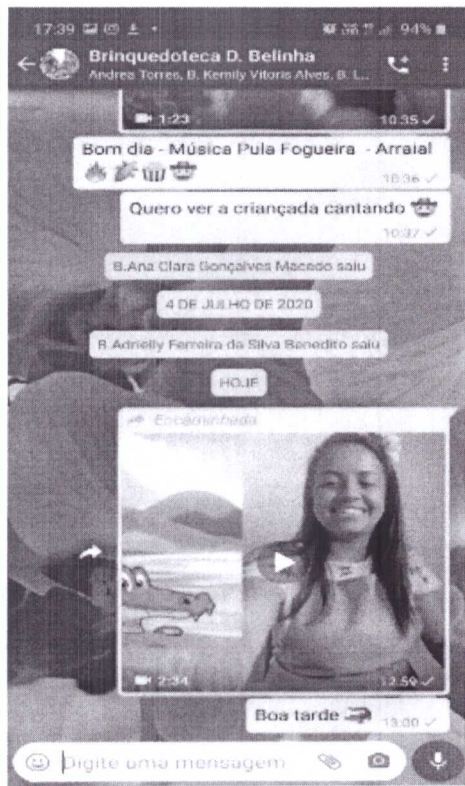 17:39 94%
Brinquedoteca D. Belinha
Andrea Torres, B. Kemily Vitoris Alves, B. L...
1:23 10:35
Bom dia - Música Pula Fogueira - Arraial
10:36
Quero ver a criançada cantando
10:37
B.Ana Clara Gonçalves Macedo saiu
4 DE JULHO DE 2020
B.Adrielly Ferreira da Silva Benedito saiu
HOJE
Encaminhada
2:34 12:59
Boa tarde 13:00
Digite uma mensagem